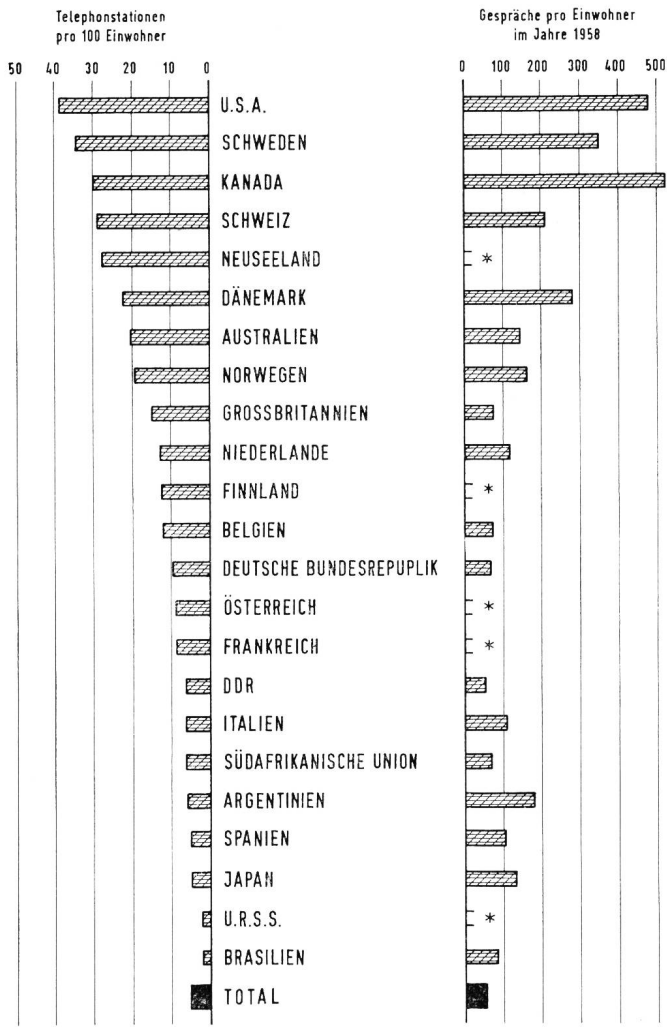 Telephonstationen
pro 100 Einwohner
Gespräche pro Einwohner
im Jahre 1958
50 40 30 20 10 0
0 100 200 300 400 500
U.S.A.
SCHWEDEN
KANADA
SCHWEIZ
NEUSEELAND *
DÄNEMARK
AUSTRALIEN
NORWEGEN
GROSSBRITANNIEN
NIEDERLANDE
FINNLAND *
BELGIEN
DEUTSCHE BUNDESREPUPLIK
ÖSTERREICH *
FRANKREICH *
DDR
ITALIEN
SÜDAFRIKANISCHE UNION
ARGENTINIEN
SPANIEN
JAPAN
U.R.S.S. *
BRASILIEN
TOTAL